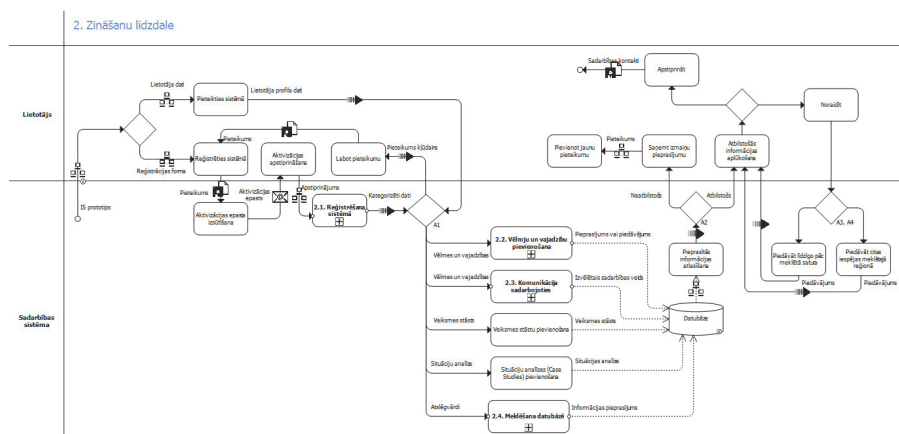 2. Zināšanu līdzdale
Lietotājs
Lietotāja dati
Pieteikties sistēmā
Lietotāja profila dati
Pieteikums
Reģistrācijas forma
Reģistrēties sistēmā
Aktivizācijas
apstiprināšana
Labot pieteikumu
Pieteikums kļūdains
Sadarbības kontakti
Apstiprināt
Noraidīt
Pievienot jaunu
pieteikumu
Pieteikums
Saņemt izmaiņu
pieprasījumu
Atbilstošās
informācijas
aplūkošana
Neatbilstošs
Atbilstošs
A2
A3, A4
IS prototips
Pieteikums
Aktivizācijas epasta
izsūtīšana
Aktivizācijas
epasts
Apstiprinājums
2.1. Reģistrēšana
sistēmā
Kategorizēti dati
A1
Sadarbības
sistēma
Vēlmes un vajadzības
2.2. Vēlmju un vajadzību
pievienošana
Pieprasījums vai piedāvājums
Vēlmes un vajadzības
2.3. Komunikācija
sadarbojoties
Izvēlētais sadarbības veids
Veiksmes stāsti
Veiksmes stāstu pievienošana
Veiksmes stāsts
Situāciju analīze
Situāciju analīzes (Case
Studies) pievienošana
Situācijas analīze
Atslēgvārdi
2.4. Meklēšana datubāzē
Informācijas pieprasījums
Pieprasītās
informācijas
atlasīšana
Datubāze
Piedāvāt līdzīgo pēc
meklētā satura
Piedāvāt citas
iespējas meklētajā
reģionā
Piedāvājums
Piedāvājums